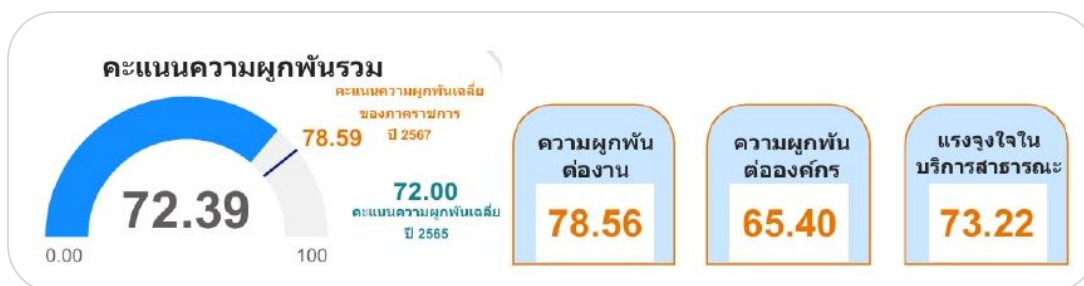 คะแนนความผูกพันรวม
คะแนนความผูกพันเฉลี่ย
ของภาคราชการ
78.59 ปี 2567
72.39
72.00
คะแนนความผูกพันเฉลี่ย
ปี 2565
0.00 100
ความผูกพัน
ต่องาน
78.56
ความผูกพัน
ต่อองค์กร
65.40
แรงจูงใจใน
บริการสาธารณะ
73.22